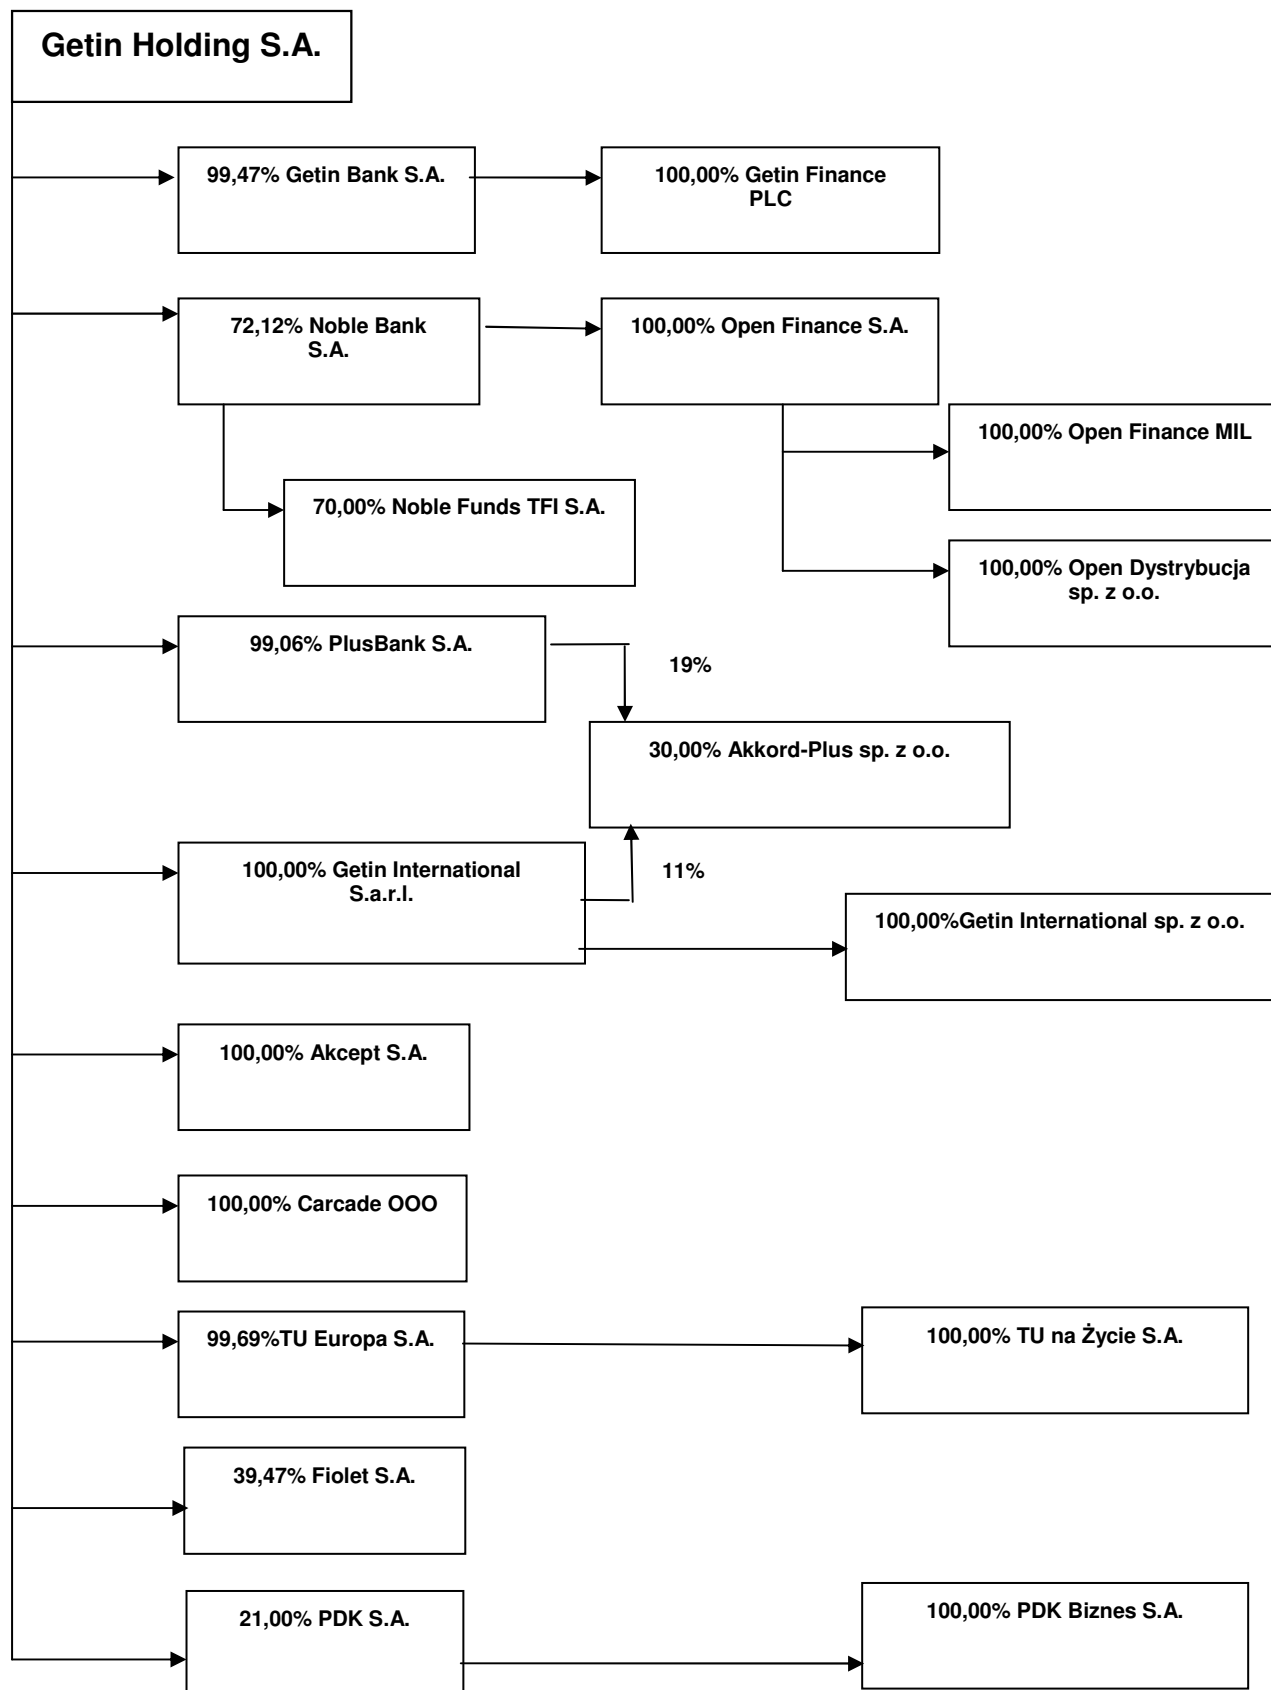 Getin Holding S.A.
99,47% Getin Bank S.A.
100,00% Getin Finance
PLC
72,12% Noble Bank
S.A.
100,00% Open Finance S.A.
100,00% Open Finance MIL
70,00% Noble Funds TFI S.A.
100,00% Open Dystrybucja
sp. z o.o.
99,06% PlusBank S.A.
19%
30,00% Akkord-Plus sp. z o.o.
100,00% Getin International
S.a.r.l.
11%
100,00%Getin International sp. z o.o.
100,00% Akcept S.A.
100,00% Carcade OOO
99,69%TU Europa S.A.
100,00% TU na Życie S.A.
39,47% Fiolet S.A.
21,00% PDK S.A.
100,00% PDK Biznes S.A.